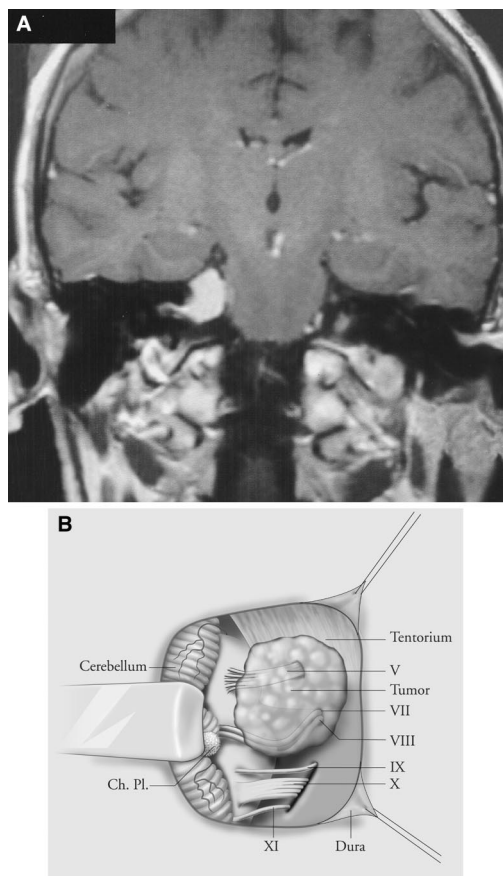 A
B
Tentorium
Cerebellum
V
Tumor
VII
VIII
Ch. Pl.
IX
X
XI
Dura